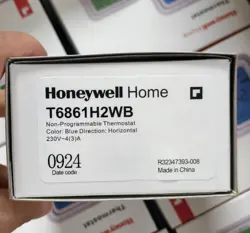 Honeywell Home
T6861H2WB
Non-Programmable Thermostat
Color: Blue Direction: Horizontal
230V~4(3)A
0924
Date code
R32347393-008
Made in China